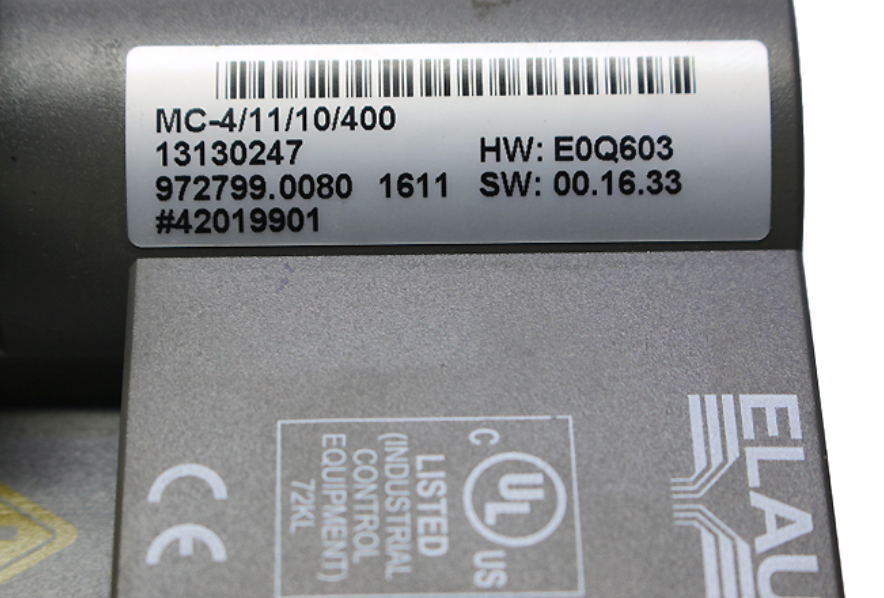 MC-4/11/10/400
13130247
HW: E0Q603
972799.0080 1611
SW: 00.16.33
#42019901
ELAU
C UL US
LISTED
(INDUSTRIAL
CONTROL
EQUIPMENT)
72KL
CE